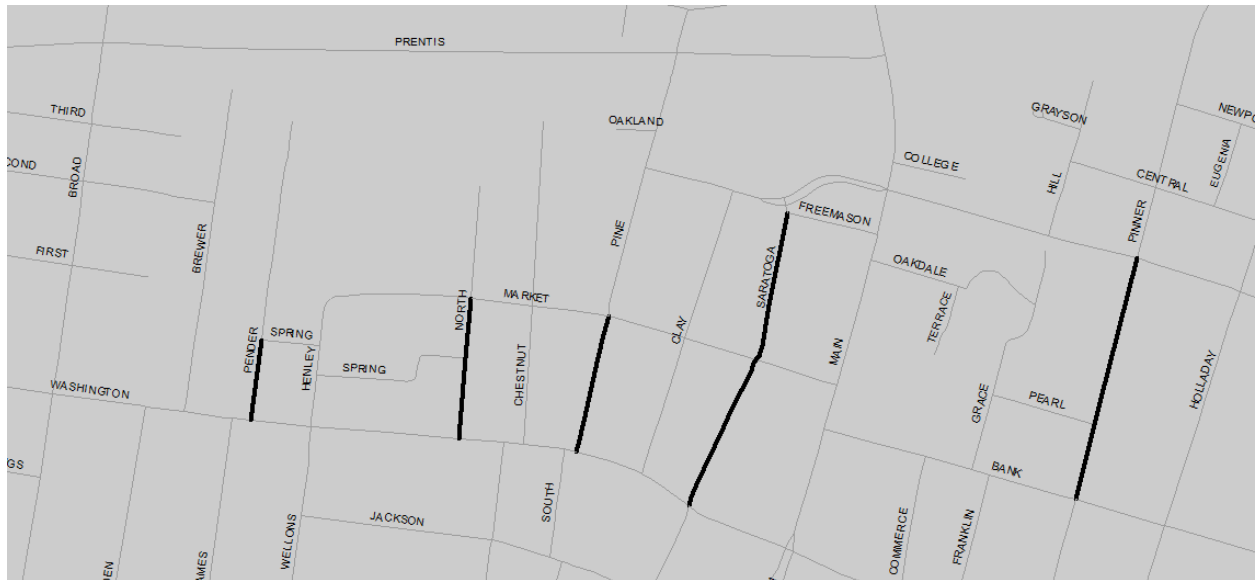 PRENTIS
THIRD
OAKLAND
GRAYSON
NEWPO
COND
BROAD
COLLEGE
EUGENIA
HILL
CENTRAL
FREEMASON
PINE
PINNER
FIRST
BREWER
SARATOGA
OAKDALE
MARKET
NORTH
TERRACE
SPRING
PENDER
CLAY
MAIN
HENLEY
SPRING
CHESTNUT
HOLLADAY
WASHINGTON
GRACE
PEARL
GS
BANK
SOUTH
JACKSON
WELLONS
COMMERCE
FRANKLIN
DEN
AMES